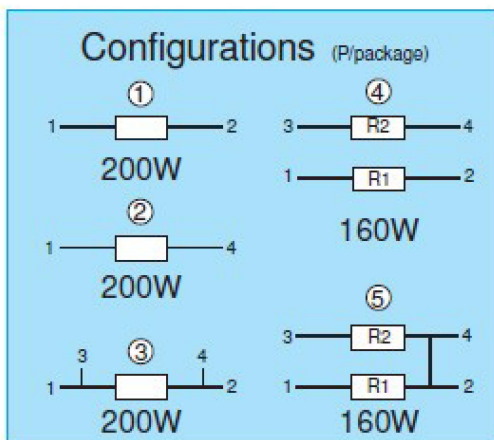 Configurations (P/package)
①
1 2
200W
②
1 4
200W
③
3 4
1 2
200W
④
3 R2 4
1 R1 2
160W
⑤
3 R2 4
1 R1 2
160W